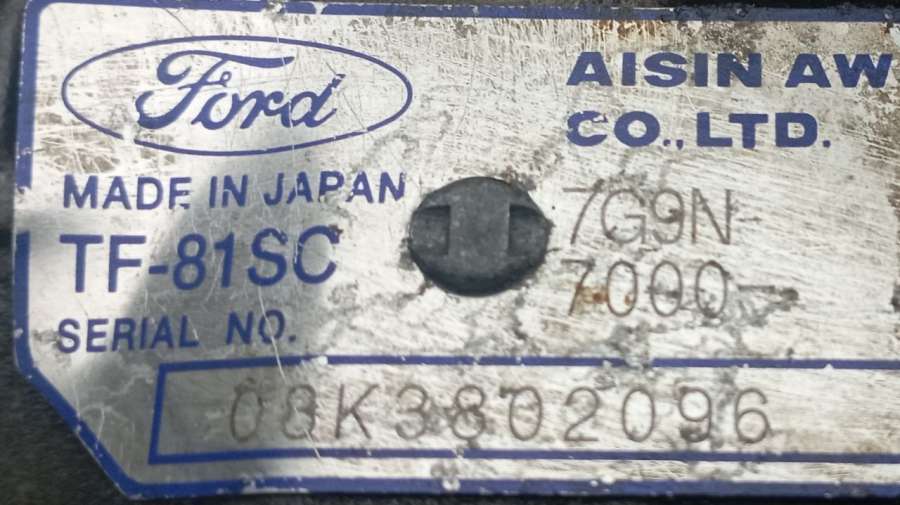 Ford
AISIN AW
CO.,LTD.
MADE IN JAPAN
TF-81SC
7G9N-
7000-
SERIAL NO.
08K3802096